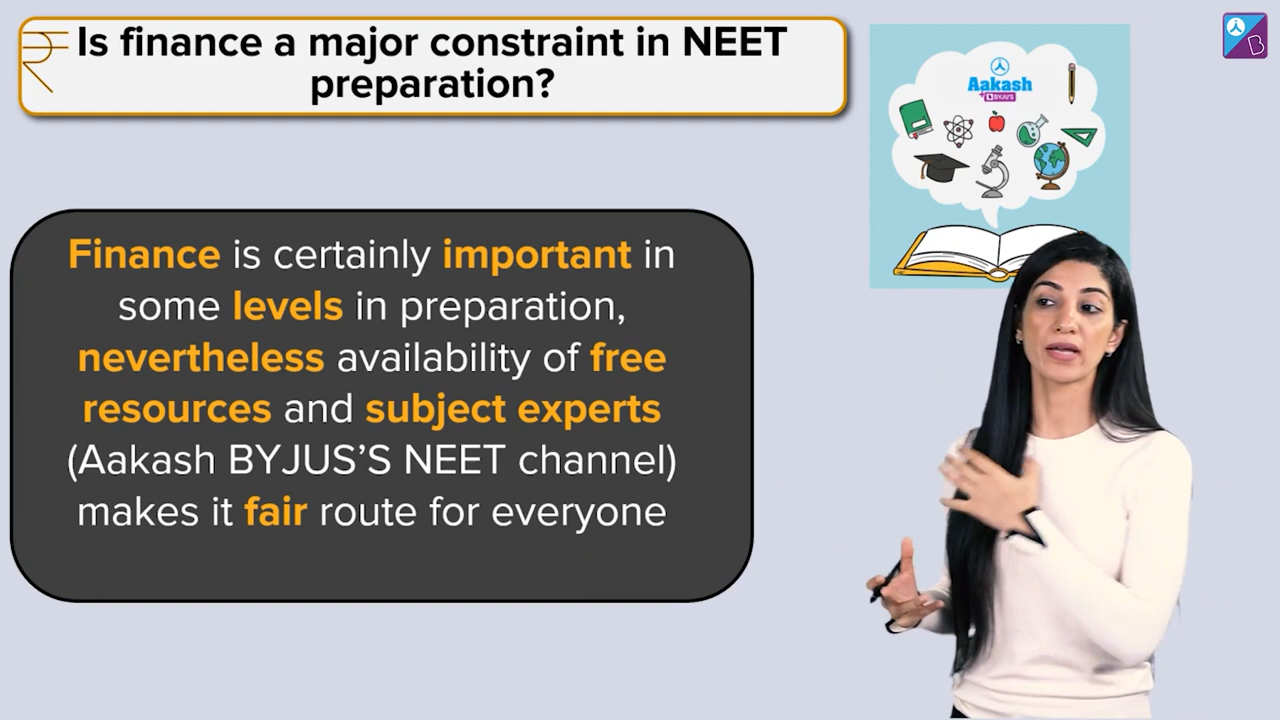 Is finance a major constraint in NEET
preparation?
Aakash
BYJU'S
Finance is certainly important in
some levels in preparation,
nevertheless availability of free
resources and subject experts
(Aakash BYJUS’S NEET channel)
makes it fair route for everyone